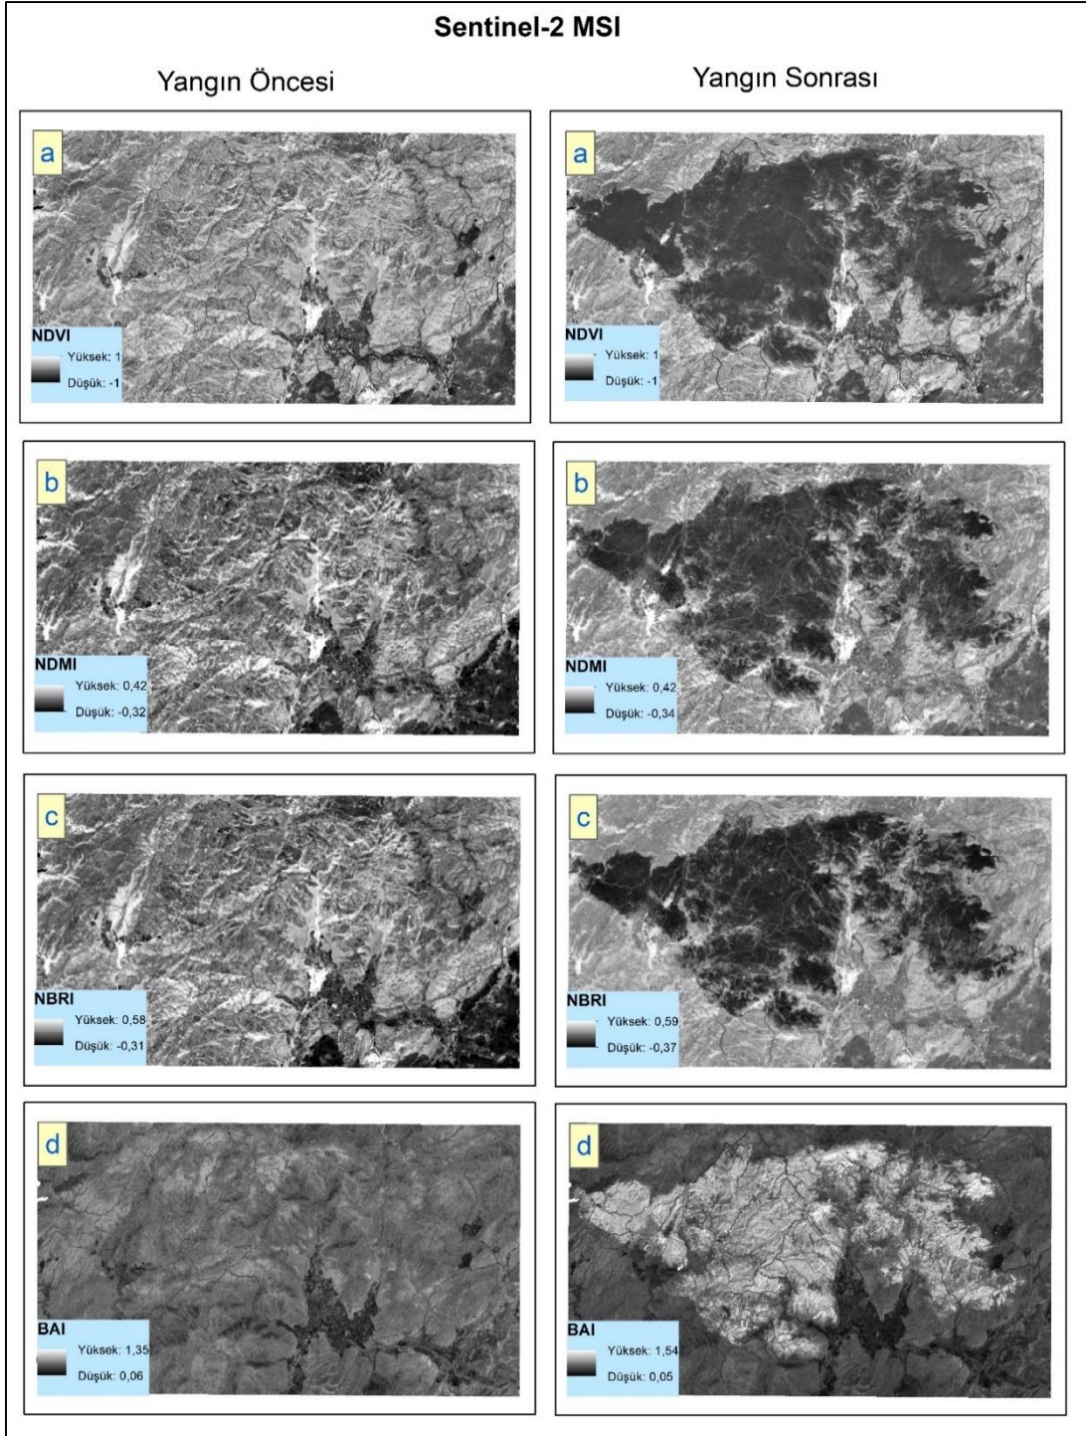 Sentinel-2 MSI
Yangın Öncesi
Yangın Sonrası
a
NDVI
Yüksek: 1
Düşük: -1
a
NDVI
Yüksek: 1
Düşük: -1
b
NDMI
Yüksek: 0,42
Düşük: -0,32
b
NDMI
Yüksek: 0,42
Düşük: -0,34
c
NBRI
Yüksek: 0,58
Düşük: -0,31
c
NBRI
Yüksek: 0,59
Düşük: -0,37
d
BAI
Yüksek: 1,35
Düşük: 0,06
d
BAI
Yüksek: 1,54
Düşük: 0,05